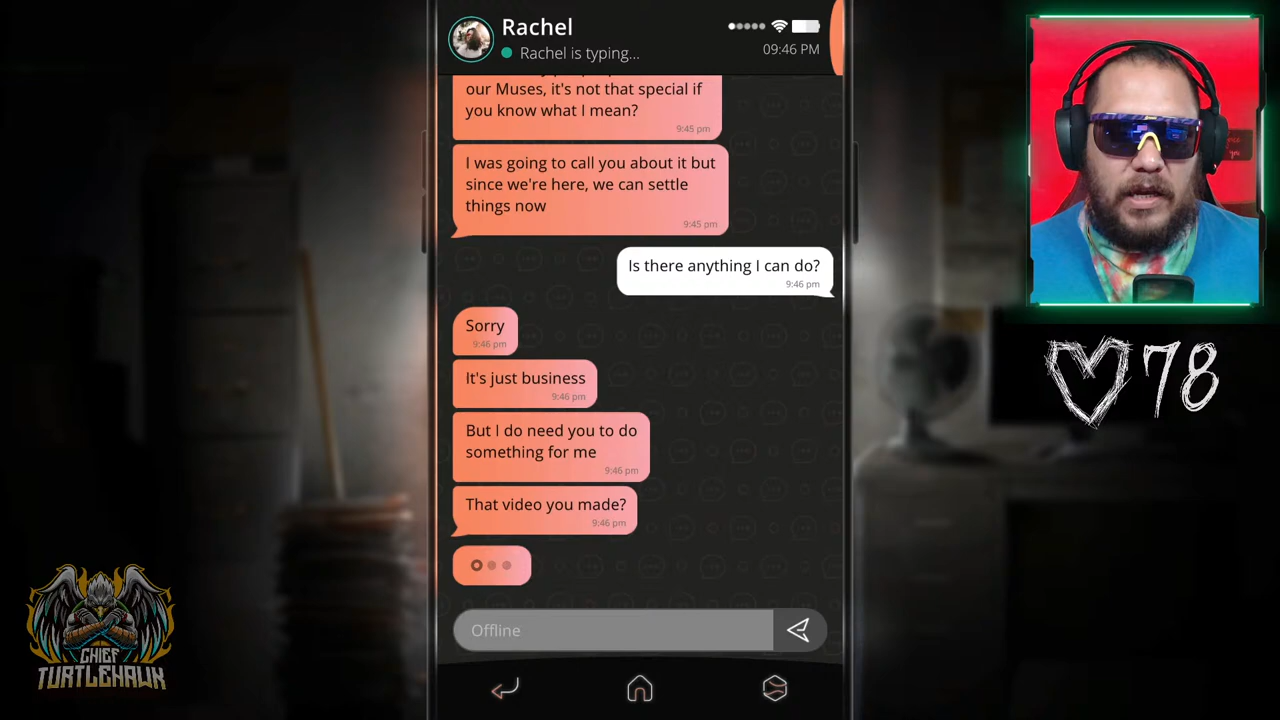 Rachel
Rachel is typing...
09:46 PM
our Muses, it's not that special if
you know what I mean?
9:45 pm
I was going to call you about it but
since we're here, we can settle
things now
9:45 pm
Is there anything I can do?
9:46 pm
Sorry
9:46 pm
It's just business
9:46 pm
But I do need you to do
something for me
9:46 pm
That video you made?
9:46 pm
Offline
78
CHIEF
TURTLEHAWK